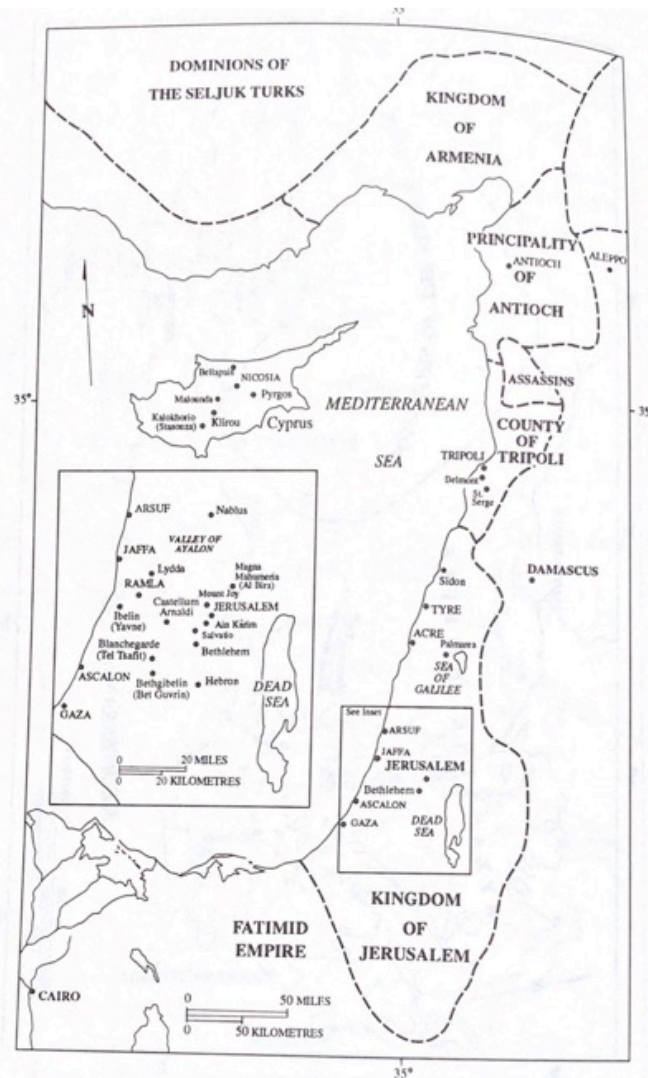 35°
DOMINIONS OF
THE SELJUK TURKS
KINGDOM
OF
ARMENIA
PRINCIPALITY
ANTIOCH
OF
ANTIOCH
ALEPPO
N
ASSASSINS
COUNTY
OF
TRIPOLI
Bellapais
NICOSIA
Pyrgos
Malounda
Kalokhorio
Klirou
Cyprus
35°
MEDITERRANEAN
SEA
35
TRIPOLI
Delmont
St.
Serge
DAMASCUS
Sidon
TYRE
ACRE
Palmarea
SEA
OF
GALILEE
ARSUF
Nablus
VALLEY OF
AYALON
JAFFA
Lydda
Magna
Mahumeria
(Al Bira)
RAMLA
Mount Joy
Castellum
Arnaldi
JERUSALEM
Ibelin
(Yavne)
Ain Karim
Salvatio
Blanchegarde
(Tel Tsafit)
Bethlehem
ASCALON
Bethgibelin
(Bet Guvrin)
Hebron
DEAD
SEA
GAZA
0 20 MILES
0 20 KILOMETRES
See Inset
ARSUF
JAFFA
JERUSALEM
Bethlehem
ASCALON
GAZA
DEAD
SEA
KINGDOM
OF
JERUSALEM
FATIMID
EMPIRE
CAIRO
0 50 MILES
0 50 KILOMETRES
35°